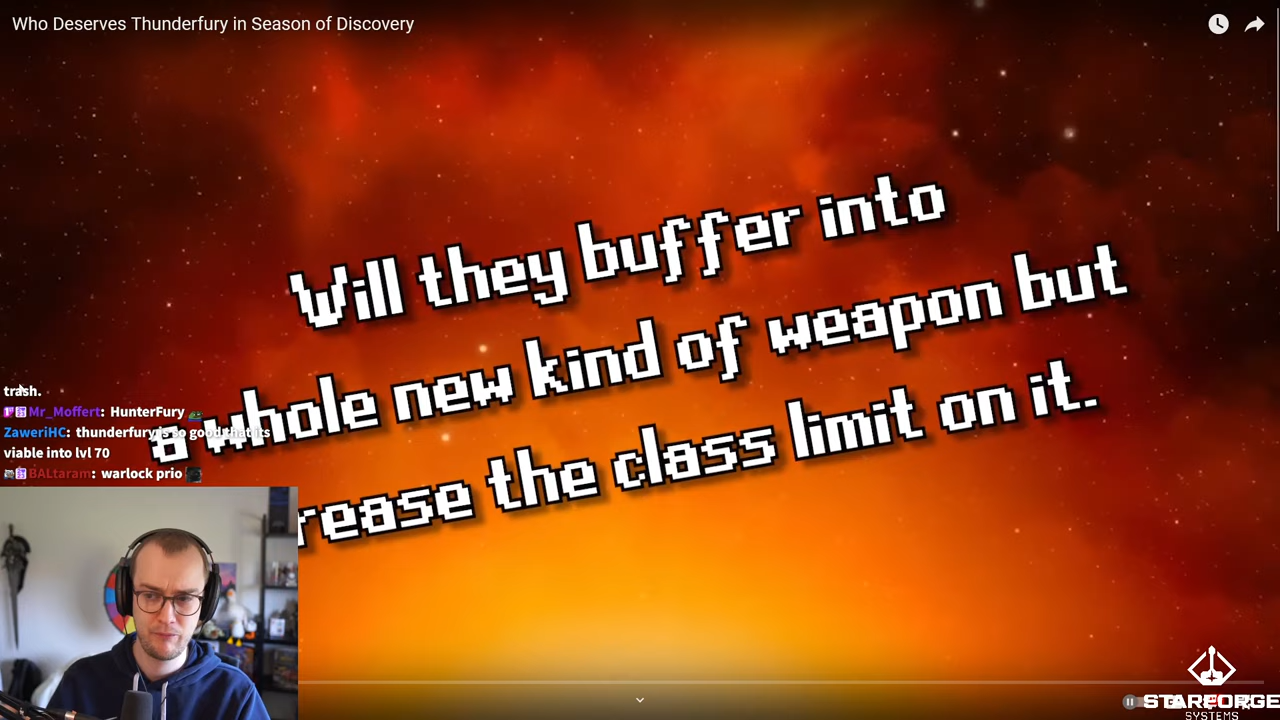 Who Deserves Thunderfury in Season of Discovery
Will they buffer into
a whole new kind of weapon but
rease the class limit on it.
trash.
Mr_Moffert: HunterFury
ZaweriHC: thunderfury is so good that its
viable into lvl 70
BALtaram: warlock prio
STARFORGE
SYSTEMS